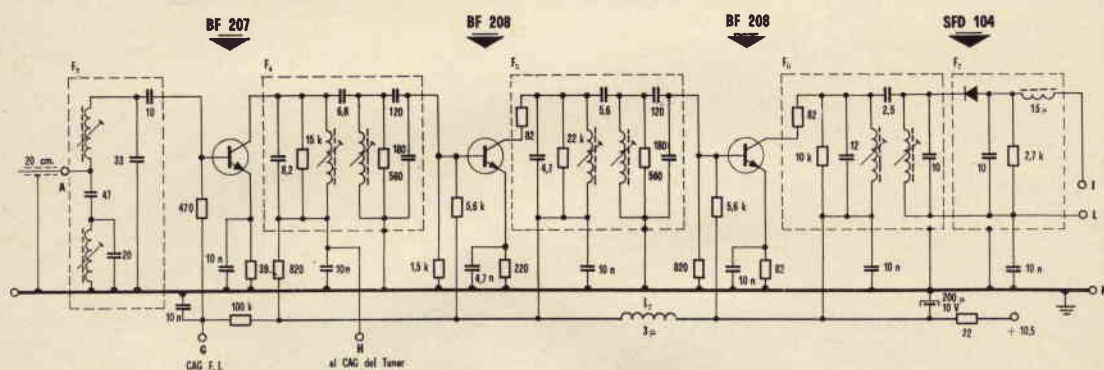 BF 207
BF 208
BF 208
SFD 104
F₃
F₄
F₅
F₆
F₇
10
33
20 cm.
A
47
20
470
6,8
120
15 k
8,2
180
560
10 n
39
820
10n
82
5,6
120
22 k
4,7
180
560
5,6 k
1,5 k
4,7 n
220
10 n
82
2,5
10 k
12
10
5,6 k
820
10 n
82
10 n
15 µ
10
2,7 k
I
L
10 n
10 n
100 k
L₂
3 µ
200 µ
10 V
22
+ 10,5
G
H
CAG F. I.
al CAG del Tuner